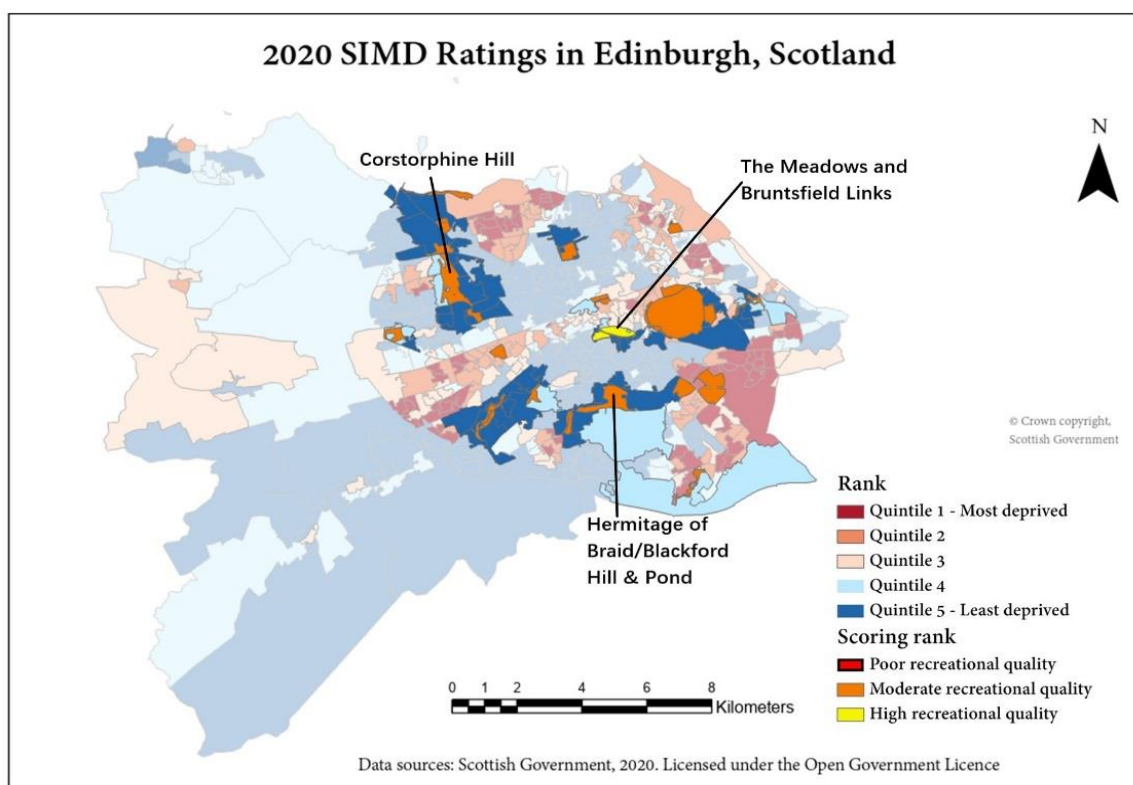 2020 SIMD Ratings in Edinburgh, Scotland
N
Corstorphine Hill
The Meadows and
Bruntsfield Links
© Crown copyright,
Scottish Government
Hermitage of
Braid/Blackford
Hill & Pond
Rank
Quintile 1 - Most deprived
Quintile 2
Quintile 3
Quintile 4
Quintile 5 - Least deprived
Scoring rank
Poor recreational quality
Moderate recreational quality
High recreational quality
0 1 2 4 6 8
Kilometers
Data sources: Scottish Government, 2020. Licensed under the Open Government Licence